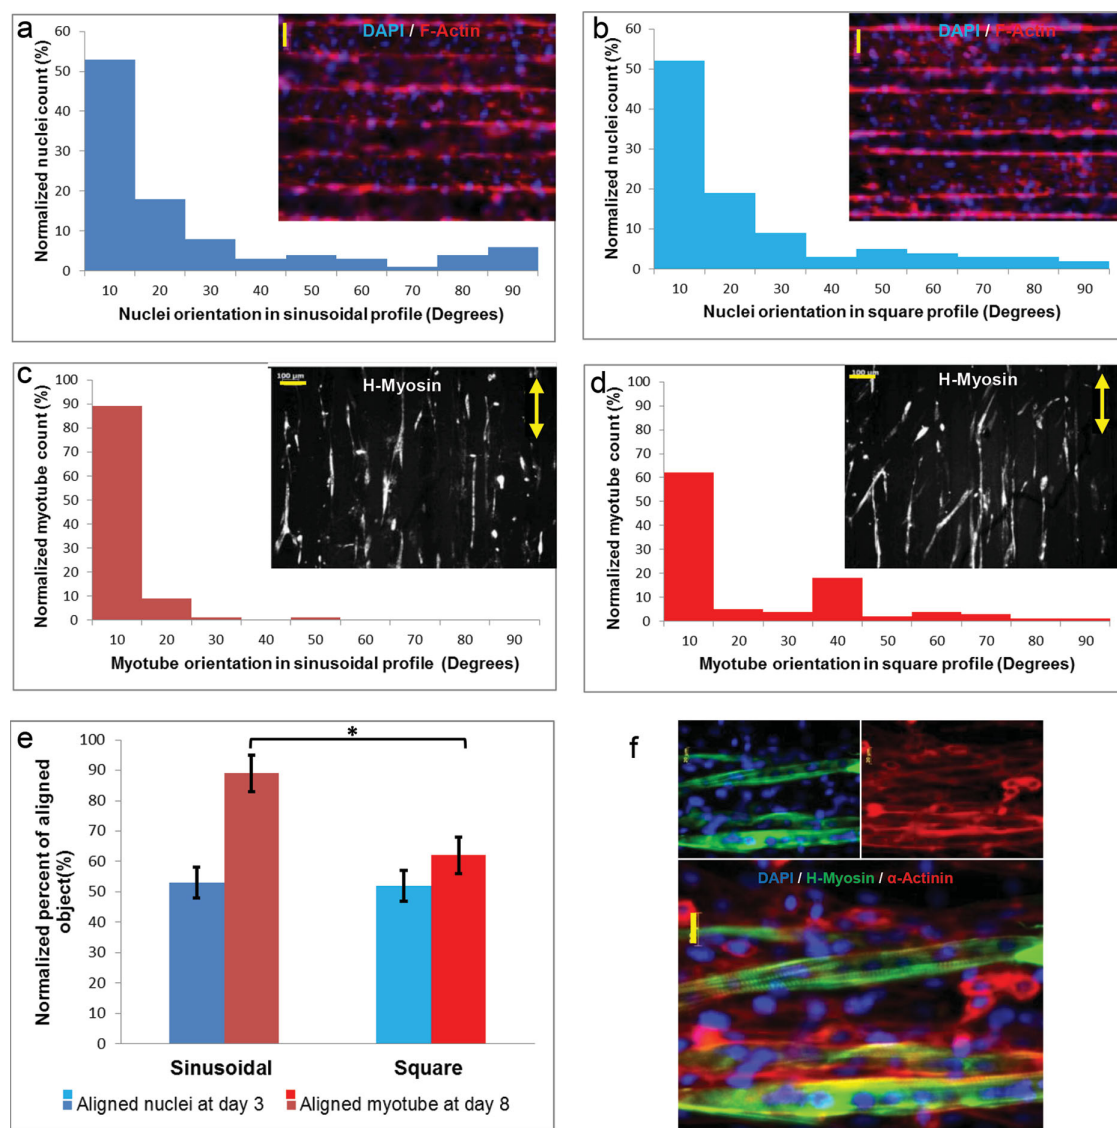 a
DAPI / F-Actin
Normalized nuclei count (%)
60
50
40
30
20
10
0
10 20 30 40 50 60 70 80 90
Nuclei orientation in sinusoidal profile (Degrees)
b
DAPI / F-Actin
Normalized nuclei count (%)
60
50
40
30
20
10
0
10 20 30 40 50 60 70 80 90
Nuclei orientation in square profile (Degrees)
c
100 µm
H-Myosin
Normalized myotube count (%)
100
90
80
70
60
50
40
30
20
10
0
10 20 30 40 50 60 70 80 90
Myotube orientation in sinusoidal profile (Degrees)
d
100 µm
H-Myosin
Normalized myotube count (%)
100
90
80
70
60
50
40
30
20
10
0
10 20 30 40 50 60 70 80 90
Myotube orientation in square profile (Degrees)
e
*
Normalized percent of aligned
object(%)
100
90
80
70
60
50
40
30
20
10
0
Sinusoidal Square
Aligned nuclei at day 3 Aligned myotube at day 8
f
DAPI / H-Myosin / α-Actinin